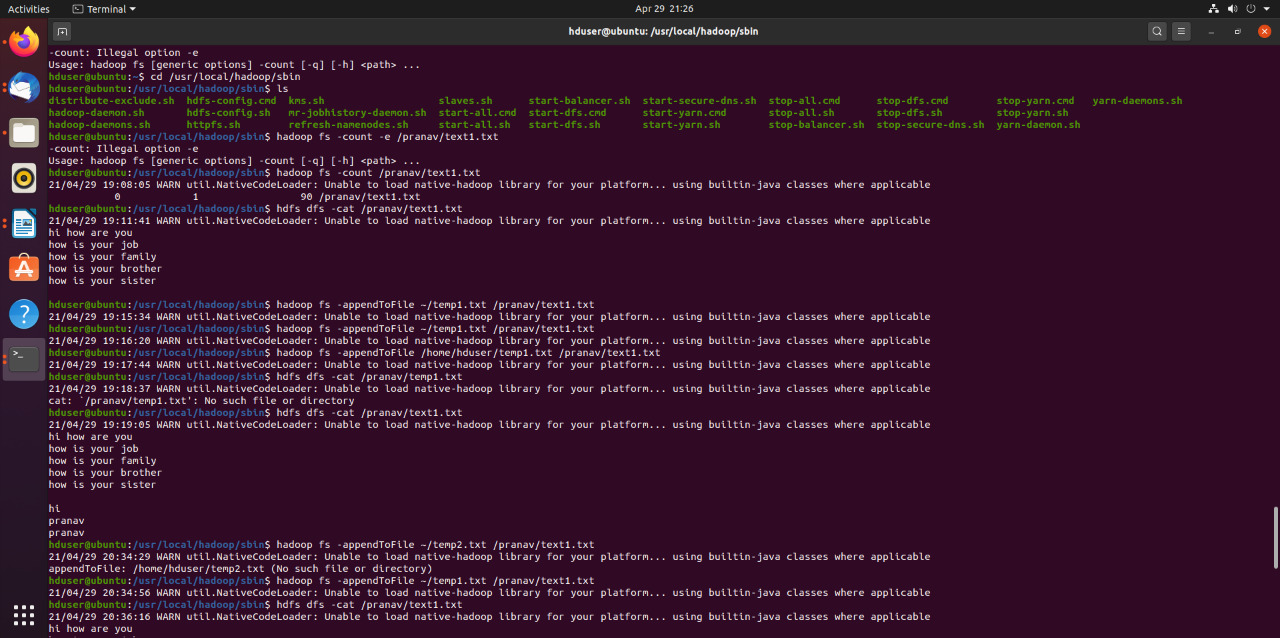 Activities
Terminal
Apr 29 21:26
hduser@ubuntu: /usr/local/hadoop/sbin
-count: Illegal option -e
Usage: hadoop fs [generic options] -count [-q] [-h] <path> ...
hduser@ubuntu:~$ cd /usr/local/hadoop/sbin
hduser@ubuntu:/usr/local/hadoop/sbin$ ls
distribute-exclude.sh hdfs-config.cmd kms.sh slaves.sh start-balancer.sh start-secure-dns.sh stop-all.cmd stop-dfs.cmd stop-yarn.cmd yarn-daemons.sh
hadoop-daemon.sh hdfs-config.sh mr-jobhistory-daemon.sh start-all.cmd start-dfs.cmd start-yarn.cmd stop-all.sh stop-dfs.sh stop-yarn.sh
hadoop-daemons.sh httpfs.sh refresh-namenodes.sh start-all.sh start-dfs.sh start-yarn.sh stop-balancer.sh stop-secure-dns.sh yarn-daemon.sh
hduser@ubuntu:/usr/local/hadoop/sbin$ hadoop fs -count -e /pranav/text1.txt
-count: Illegal option -e
Usage: hadoop fs [generic options] -count [-q] [-h] <path> ...
hduser@ubuntu:/usr/local/hadoop/sbin$ hadoop fs -count /pranav/text1.txt
21/04/29 19:08:05 WARN util.NativeCodeLoader: Unable to load native-hadoop library for your platform... using builtin-java classes where applicable
0 1 90 /pranav/text1.txt
hduser@ubuntu:/usr/local/hadoop/sbin$ hdfs dfs -cat /pranav/text1.txt
21/04/29 19:11:41 WARN util.NativeCodeLoader: Unable to load native-hadoop library for your platform... using builtin-java classes where applicable
hi how are you
how is your job
how is your family
how is your brother
how is your sister
hduser@ubuntu:/usr/local/hadoop/sbin$ hadoop fs -appendToFile ~/temp1.txt /pranav/text1.txt
21/04/29 19:15:34 WARN util.NativeCodeLoader: Unable to load native-hadoop library for your platform... using builtin-java classes where applicable
hduser@ubuntu:/usr/local/hadoop/sbin$ hadoop fs -appendToFile ~/temp1.txt /pranav/text1.txt
21/04/29 19:16:20 WARN util.NativeCodeLoader: Unable to load native-hadoop library for your platform... using builtin-java classes where applicable
hduser@ubuntu:/usr/local/hadoop/sbin$ hadoop fs -appendToFile /home/hduser/temp1.txt /pranav/text1.txt
21/04/29 19:17:44 WARN util.NativeCodeLoader: Unable to load native-hadoop library for your platform... using builtin-java classes where applicable
hduser@ubuntu:/usr/local/hadoop/sbin$ hdfs dfs -cat /pranav/temp1.txt
21/04/29 19:18:37 WARN util.NativeCodeLoader: Unable to load native-hadoop library for your platform... using builtin-java classes where applicable
cat: `/pranav/temp1.txt': No such file or directory
hduser@ubuntu:/usr/local/hadoop/sbin$ hdfs dfs -cat /pranav/text1.txt
21/04/29 19:19:05 WARN util.NativeCodeLoader: Unable to load native-hadoop library for your platform... using builtin-java classes where applicable
hi how are you
how is your job
how is your family
how is your brother
how is your sister
hi
pranav
pranav
hduser@ubuntu:/usr/local/hadoop/sbin$ hadoop fs -appendToFile ~/temp2.txt /pranav/text1.txt
21/04/29 20:34:29 WARN util.NativeCodeLoader: Unable to load native-hadoop library for your platform... using builtin-java classes where applicable
appendToFile: /home/hduser/temp2.txt (No such file or directory)
hduser@ubuntu:/usr/local/hadoop/sbin$ hadoop fs -appendToFile ~/temp1.txt /pranav/text1.txt
21/04/29 20:34:56 WARN util.NativeCodeLoader: Unable to load native-hadoop library for your platform... using builtin-java classes where applicable
hduser@ubuntu:/usr/local/hadoop/sbin$ hdfs dfs -cat /pranav/text1.txt
21/04/29 20:36:16 WARN util.NativeCodeLoader: Unable to load native-hadoop library for your platform... using builtin-java classes where applicable
hi how are you